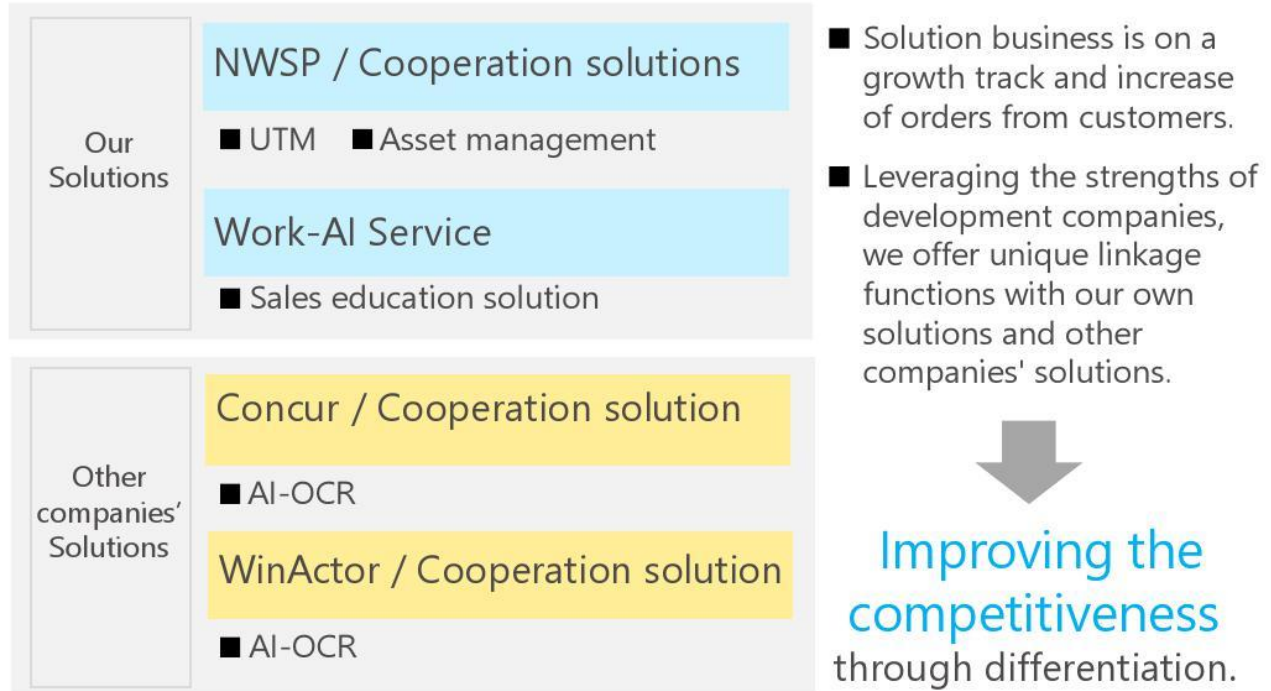 Our
Solutions
NWSP / Cooperation solutions
■ UTM ■ Asset management
Work-AI Service
■ Sales education solution
Other
companies’
Solutions
Concur / Cooperation solution
■ AI-OCR
WinActor / Cooperation solution
■ AI-OCR
■ Solution business is on a
growth track and increase
of orders from customers.
■ Leveraging the strengths of
development companies,
we offer unique linkage
functions with our own
solutions and other
companies' solutions.
Improving the
competitiveness
through differentiation.